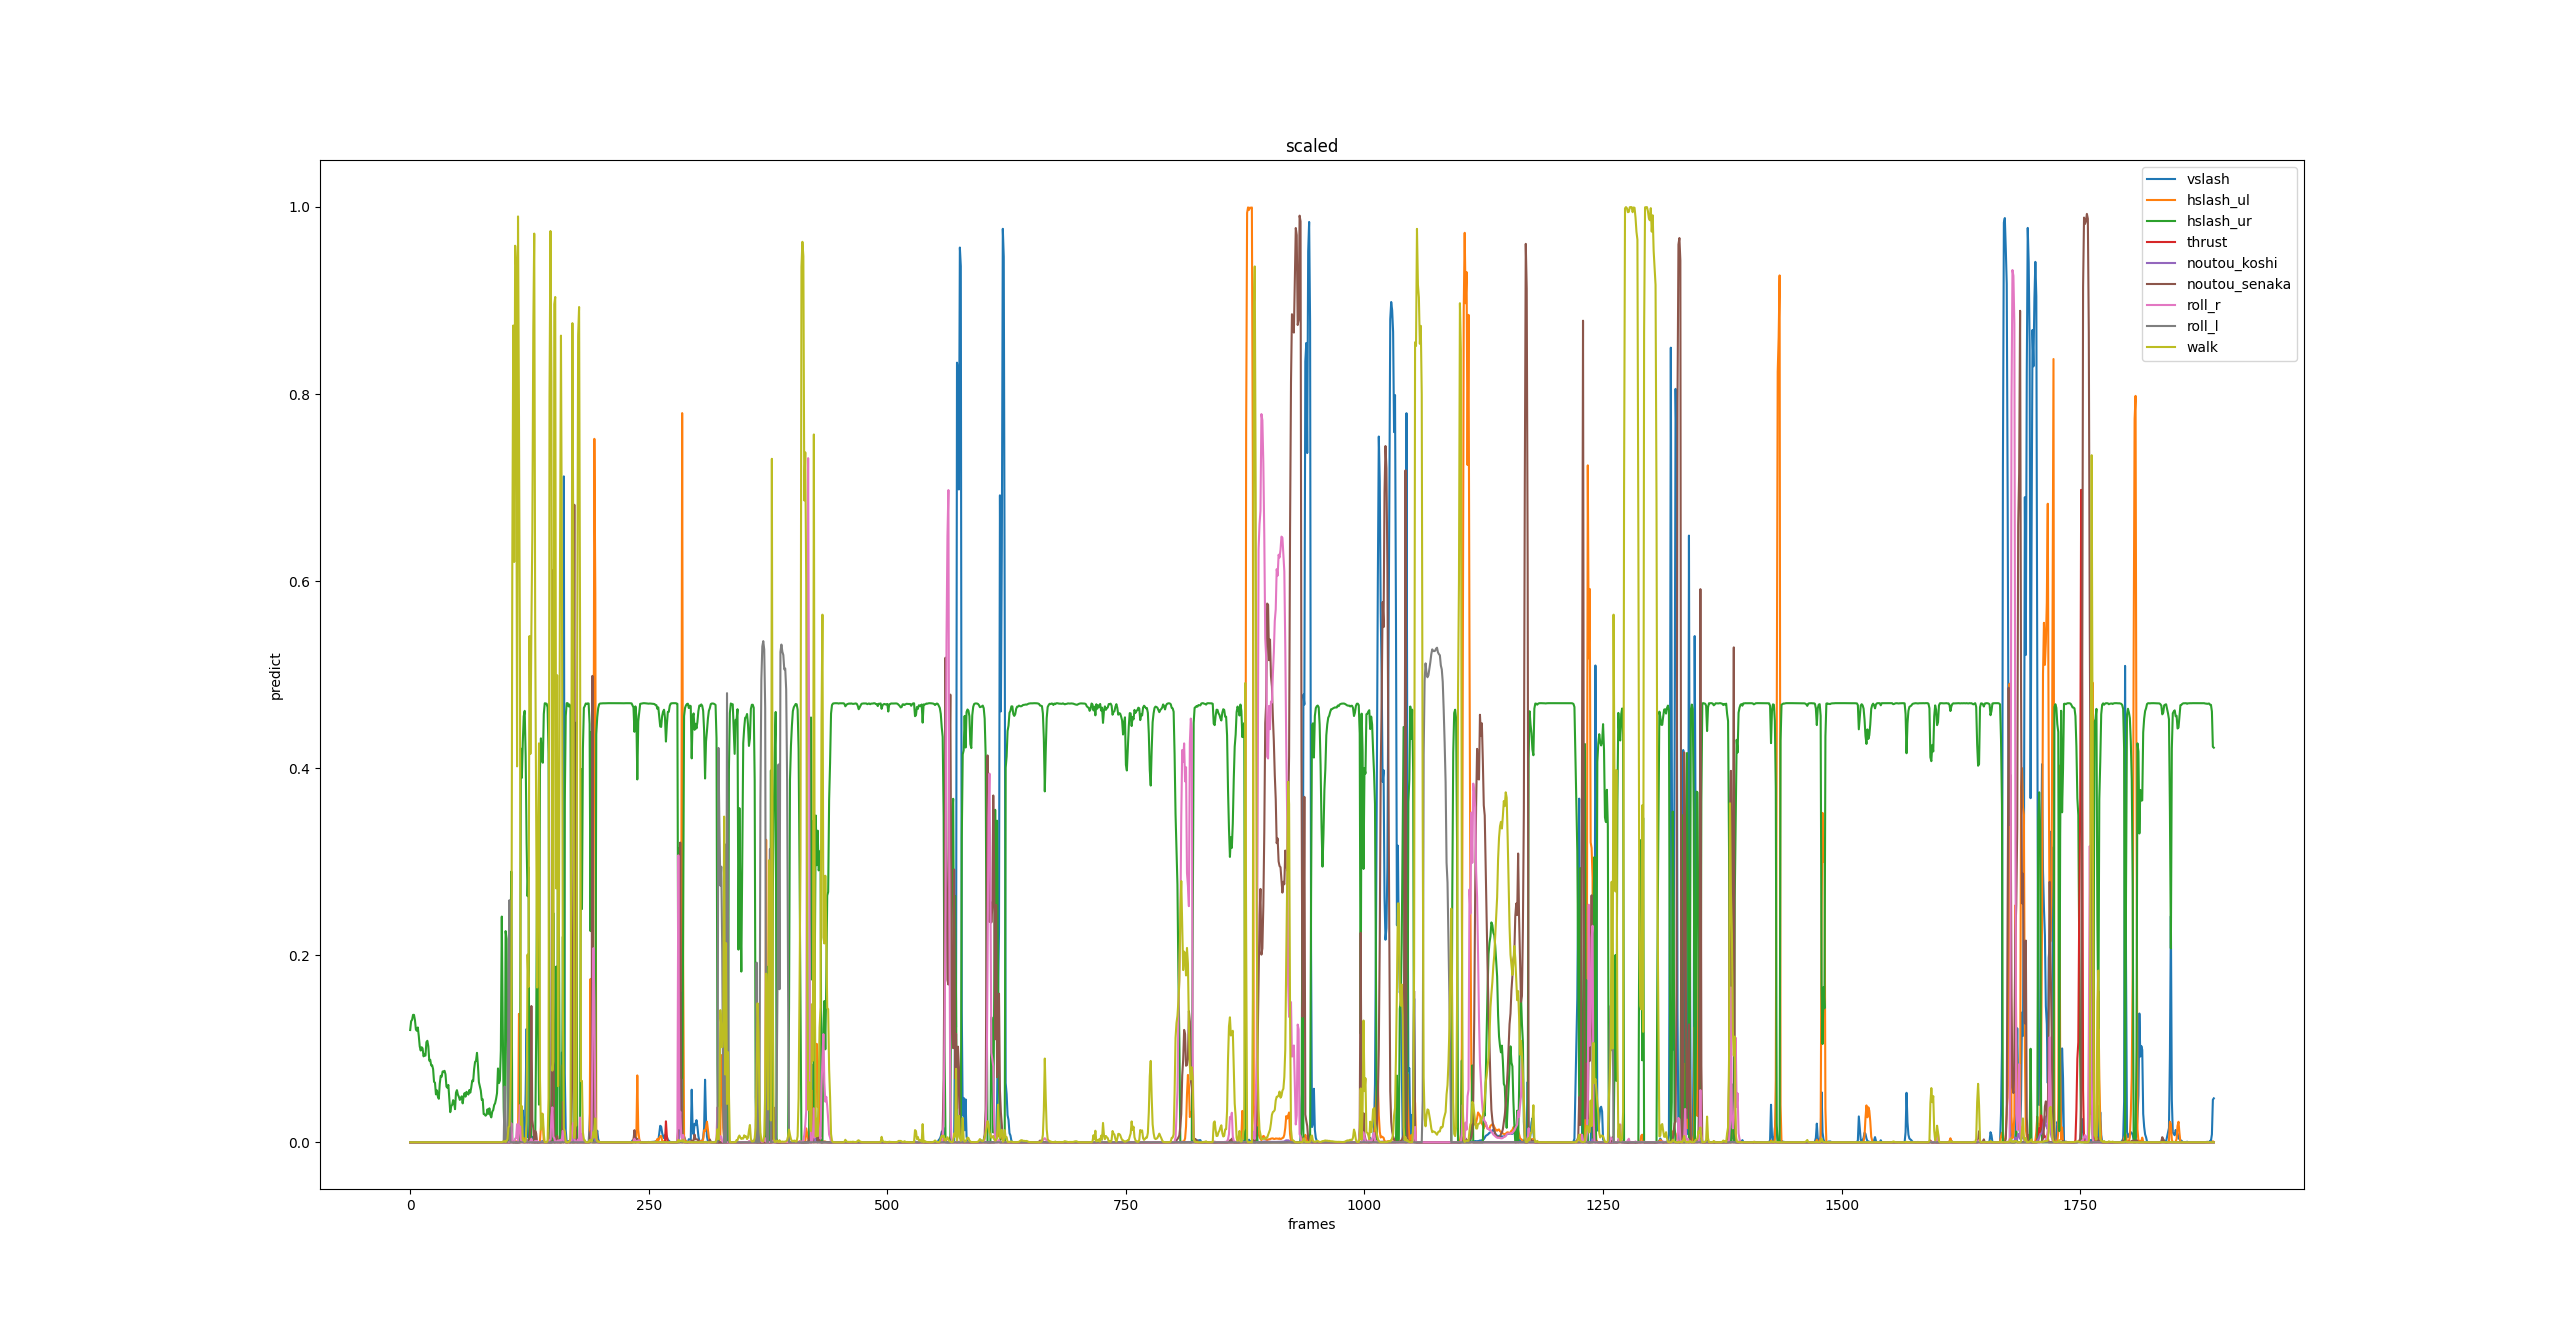 scaled
vslash
hslash_ul
hslash_ur
thrust
noutou_koshi
noutou_senaka
roll_r
roll_l
walk
1.0
0.8
0.6
0.4
0.2
0.0
predict
0 250 500 750 1000 1250 1500 1750
frames